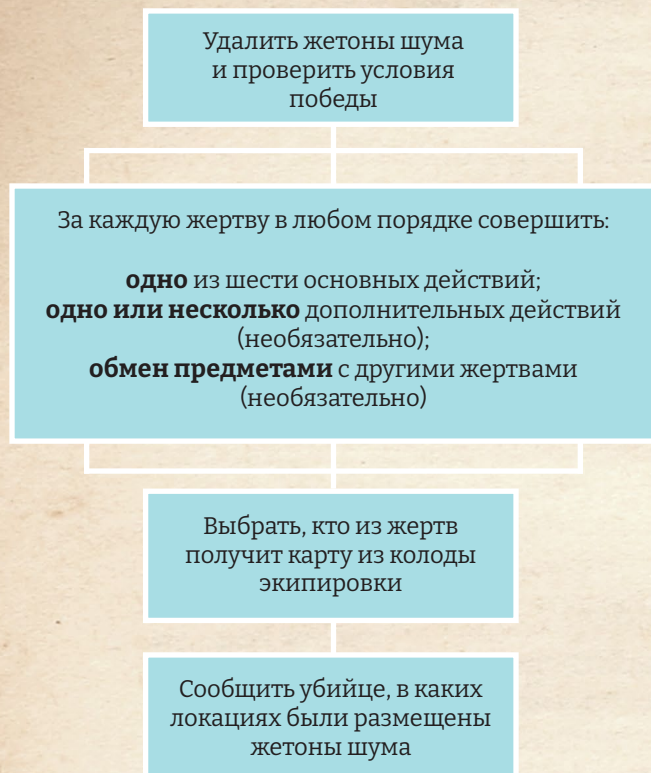 Удалить жетоны шума
и проверить условия
победы
За каждую жертву в любом порядке совершить:
одно из шести основных действий;
одно или несколько дополнительных действий
(необязательно);
обмен предметами с другими жертвами
(необязательно)
Выбрать, кто из жертв
получит карту из колоды
экипировки
Сообщить убийце, в каких
локациях были размещены
жетоны шума